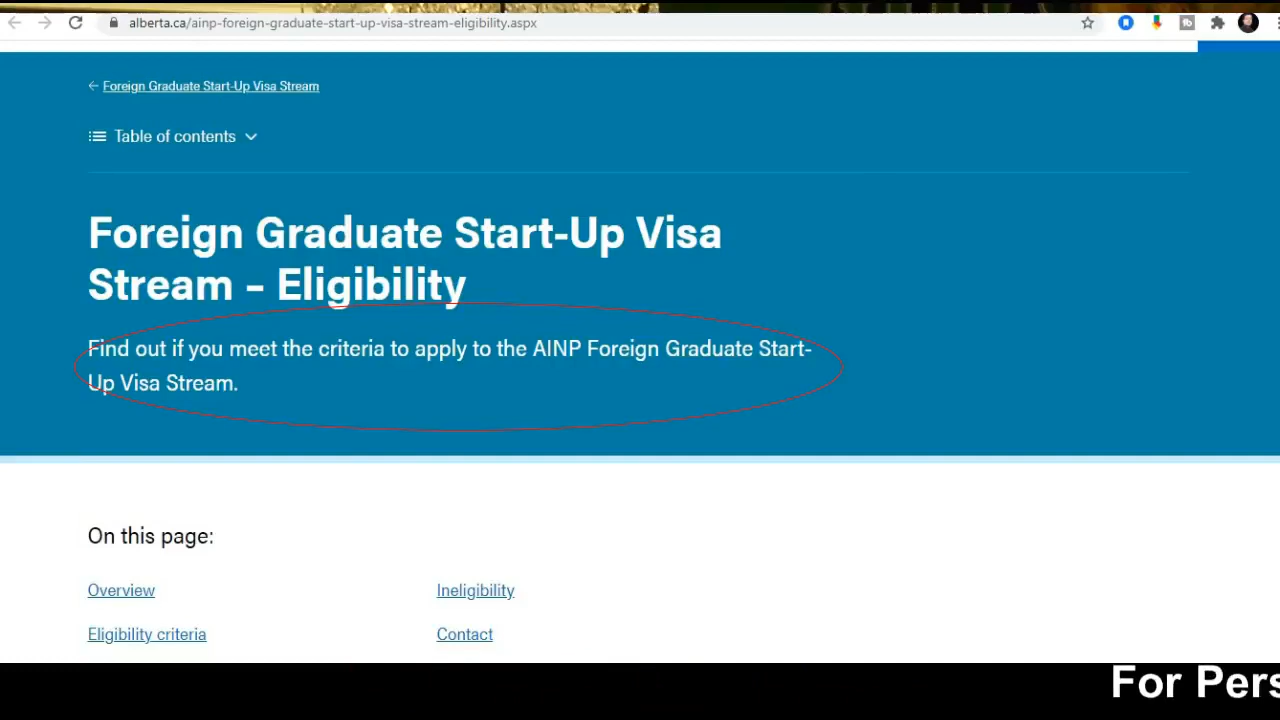 alberta.ca/ainp-foreign-graduate-start-up-visa-stream-eligibility.aspx
Foreign Graduate Start-Up Visa Stream
Table of contents
Foreign Graduate Start-Up Visa
Stream – Eligibility
Find out if you meet the criteria to apply to the AINP Foreign Graduate Start-
Up Visa Stream.
On this page:
Overview
Ineligibility
Eligibility criteria
Contact
For Pers